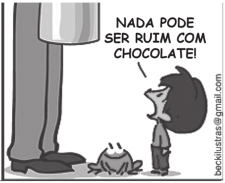 NADA PODE
SER RUIM COM
CHOCOLATE!
beckilustras@gmail.com